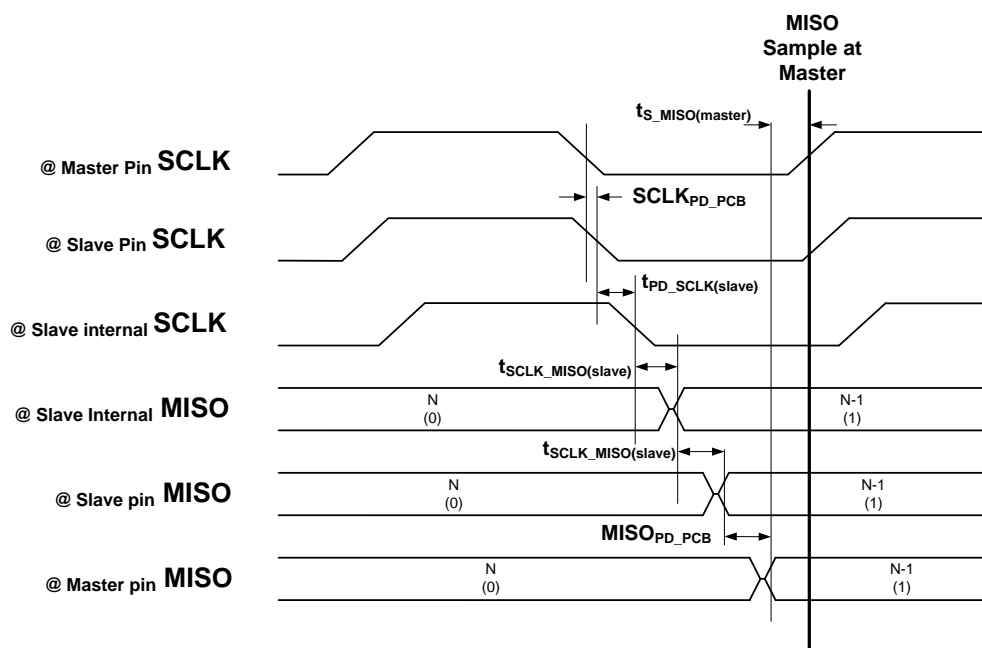 MISO
Sample at
Master
tS_MISO(master)
@ Master Pin SCLK
SCLKPD_PCB
@ Slave Pin SCLK
tPD_SCLK(slave)
@ Slave internal SCLK
tSCLK_MISO(slave)
@ Slave Internal MISO
N
(0)
N-1
(1)
tSCLK_MISO(slave)
@ Slave pin MISO
N
(0)
N-1
(1)
MISOPD_PCB
@ Master pin MISO
N
(0)
N-1
(1)